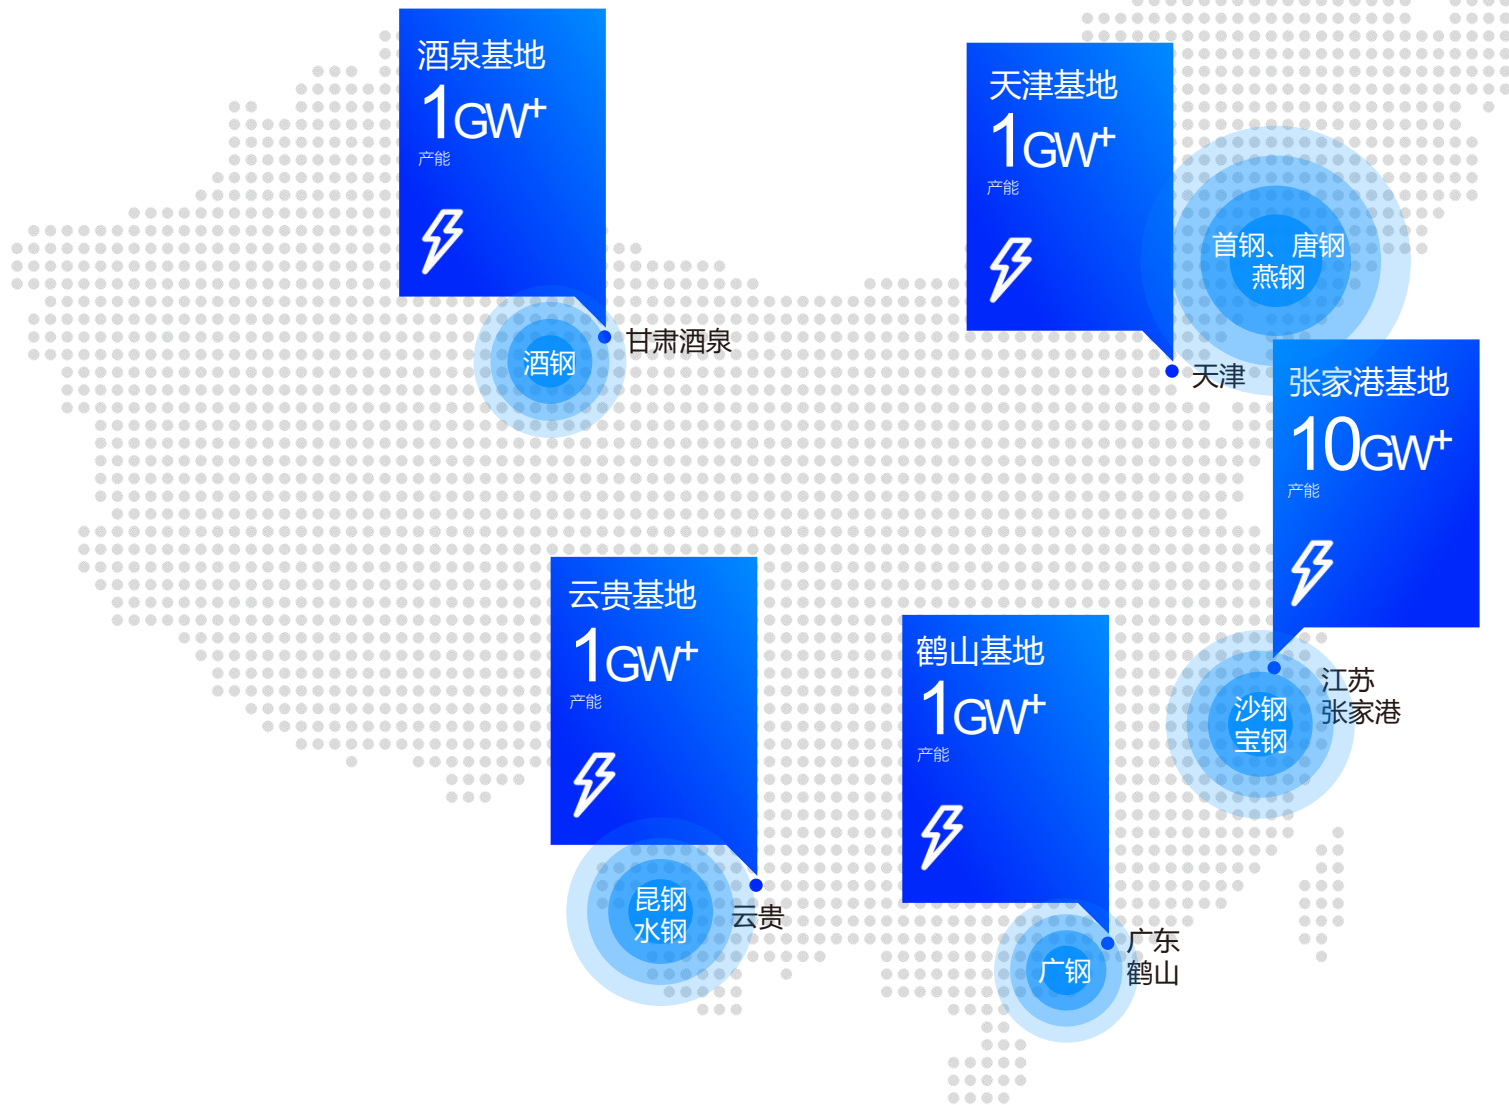 酒泉基地
1GW+
产能
甘肃酒泉
酒钢
天津基地
1GW+
产能
首钢、唐钢
燕钢
天津
张家港基地
10GW+
产能
江苏
张家港
沙钢
宝钢
云贵基地
1GW+
产能
昆钢
水钢
云贵
鹤山基地
1GW+
产能
广东
鹤山
广钢